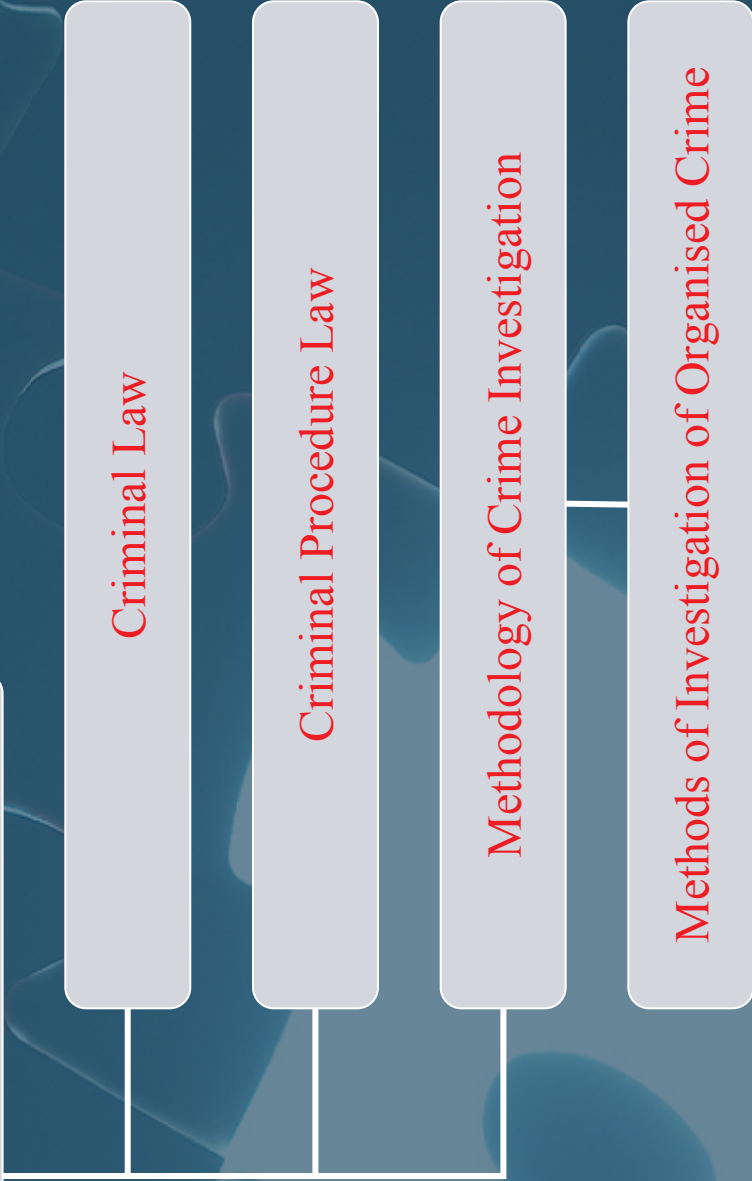 Criminal Law
Criminal Procedure Law
Methodology of Crime Investigation
Methods of Investigation of Organised Crime